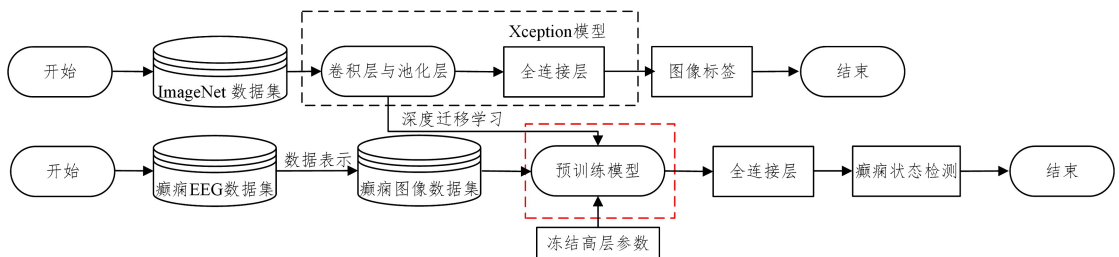 Xception模型
开始
ImageNet 数据集
卷积层与池化层
全连接层
图像标签
结束
深度迁移学习
开始
癫痫EEG数据集
数据表示
癫痫图像数据集
预训练模型
全连接层
癫痫状态检测
结束
冻结高层参数